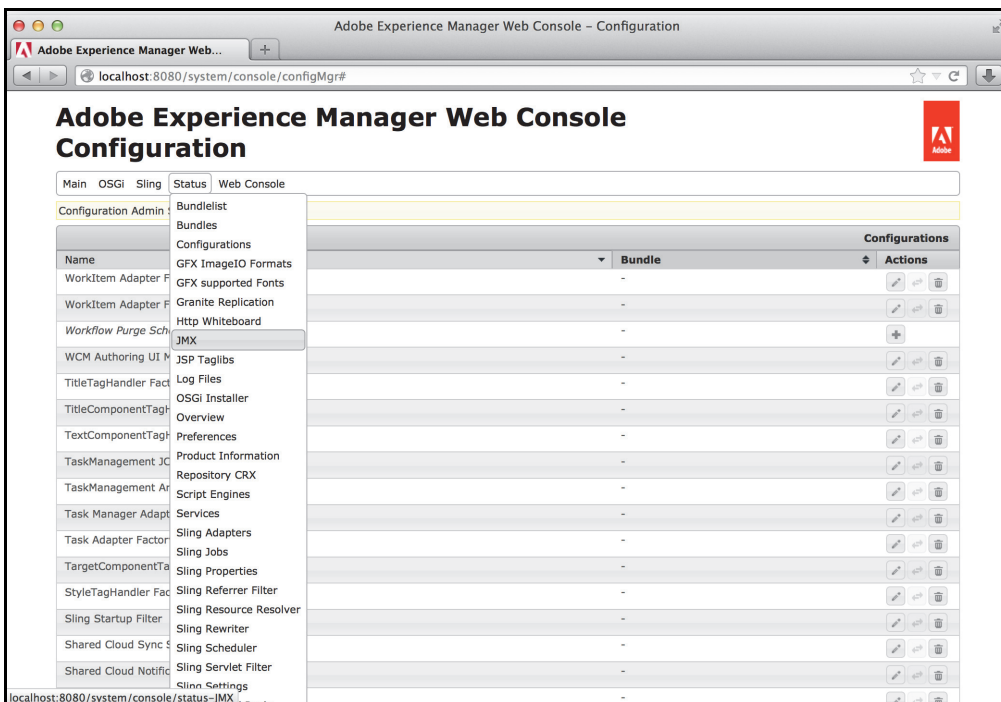 Adobe Experience Manager Web Console – Configuration
Adobe Experience Manager Web...
localhost:8080/system/console/configMgr#
Adobe Experience Manager Web Console
Configuration
Adobe
Main OSGi Sling Status Web Console
Configuration Admin
Bundlelist
Bundles
Configurations
GFX ImageIO Formats
GFX supported Fonts
Granite Replication
Http Whiteboard
JMX
JSP Taglibs
Log Files
OSGi Installer
Overview
Preferences
Product Information
Repository CRX
Script Engines
Services
Sling Adapters
Sling Jobs
Sling Properties
Sling Referrer Filter
Sling Resource Resolver
Sling Rewriter
Sling Scheduler
Sling Servlet Filter
Sling Settings
Configurations
Name Bundle Actions
WorkItem Adapter F -
WorkItem Adapter F -
Workflow Purge Sch -
WCM Authoring UI M -
TitleTagHandler Fact -
TitleComponentTagH -
TextComponentTagH -
TaskManagement JC -
TaskManagement Ar -
Task Manager Adapt -
Task Adapter Factor -
TargetComponentTa -
StyleTagHandler Fac -
Sling Startup Filter -
Shared Cloud Sync S -
Shared Cloud Notific -
localhost:8080/system/console/status-JMX